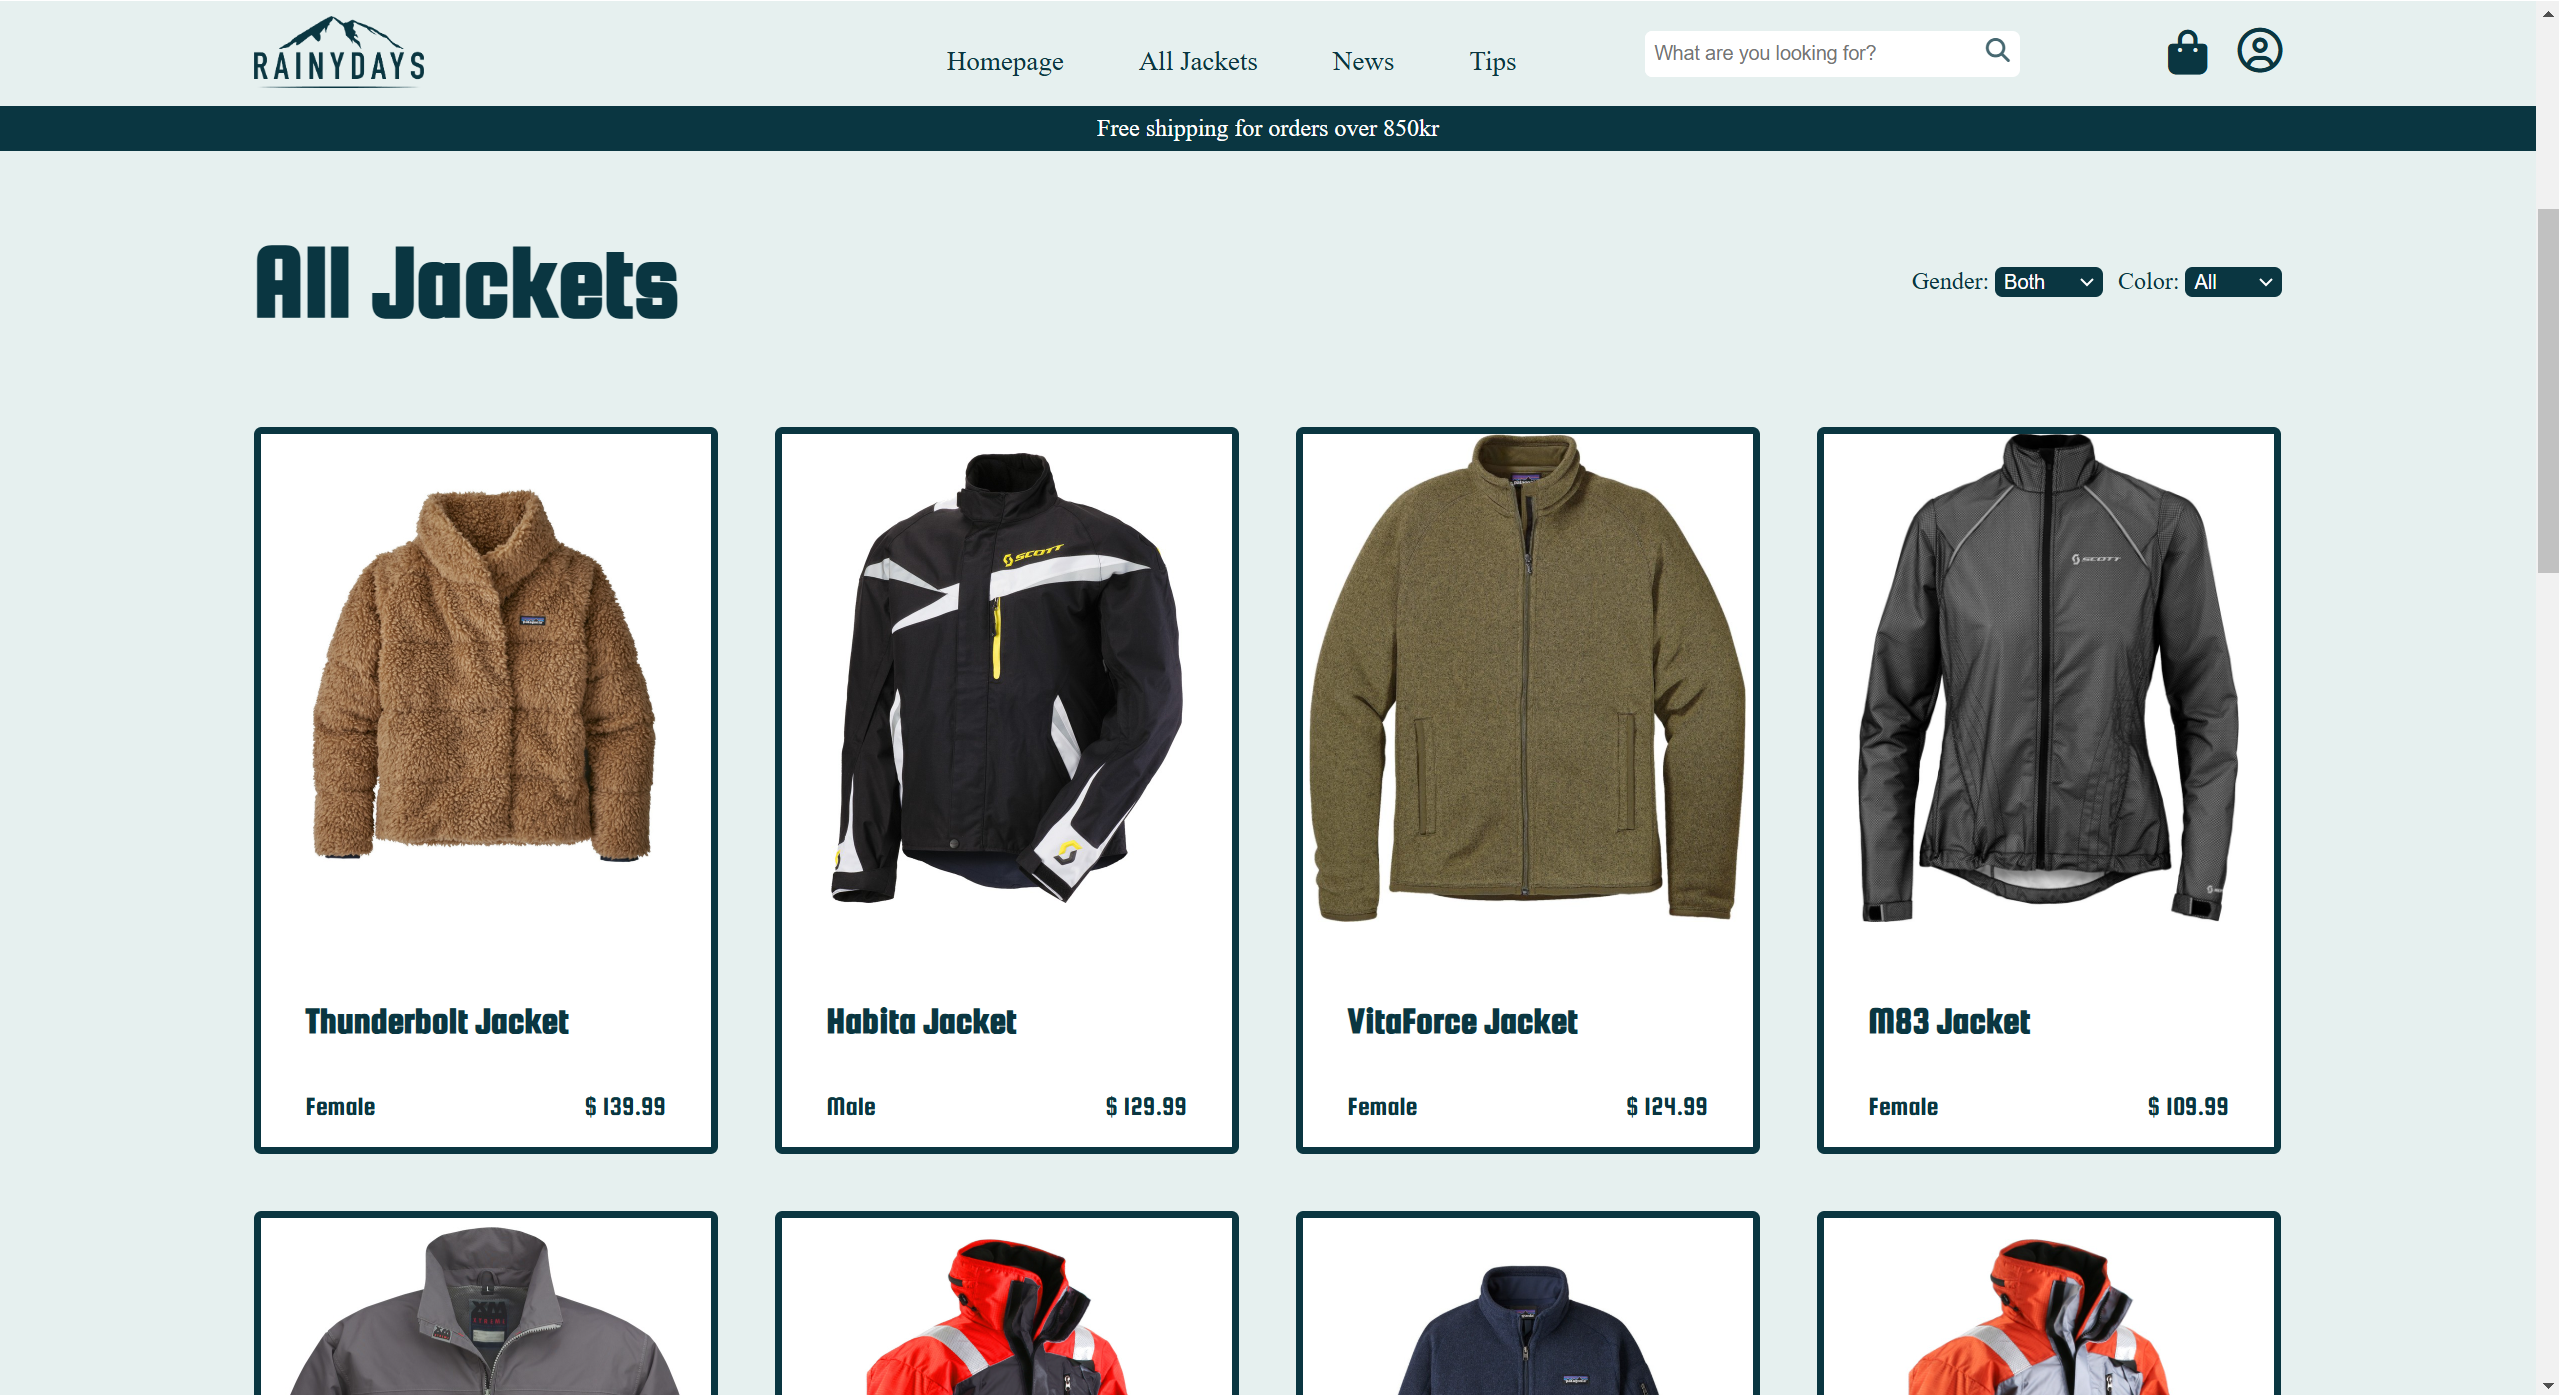 RAINYDAYS
Homepage
All Jackets
News
Tips
What are you looking for?
Free shipping for orders over 850kr
All Jackets
Gender: Both
Color: All
SCOTT
SCOTT
Thunderbolt Jacket
Female
$ 139.99
Habita Jacket
Male
$ 129.99
VitaForce Jacket
Female
$ 124.99
M83 Jacket
Female
$ 109.99